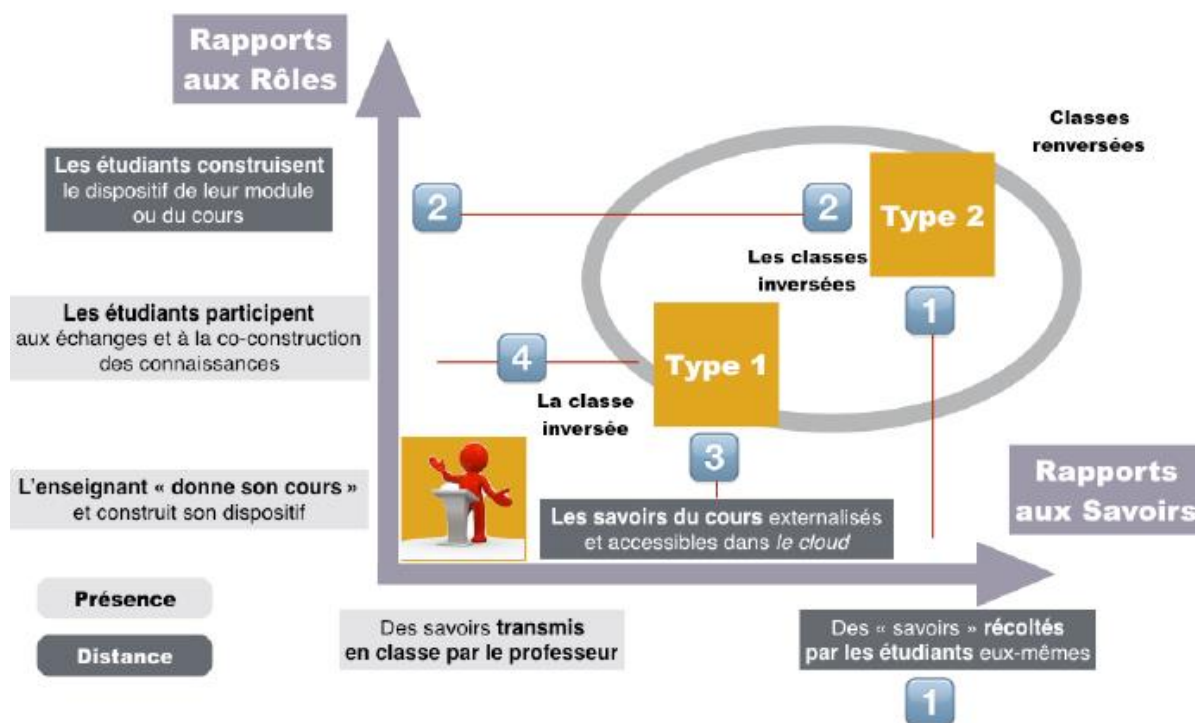 Rapports
aux Rôles
Classes
renversées
Les étudiants construisent
le dispositif de leur module
ou du cours
2
2
Type 2
Les classes
inversées
1
Les étudiants participent
aux échanges et à la co-construction
des connaissances
4
Type 1
La classe
inversée
3
Rapports
aux Savoirs
L'enseignant « donne son cours »
et construit son dispositif
Les savoirs du cours externalisés
et accessibles dans le cloud
Présence
Distance
Des savoirs transmis
en classe par le professeur
Des « savoirs » récoltés
par les étudiants eux-mêmes
1